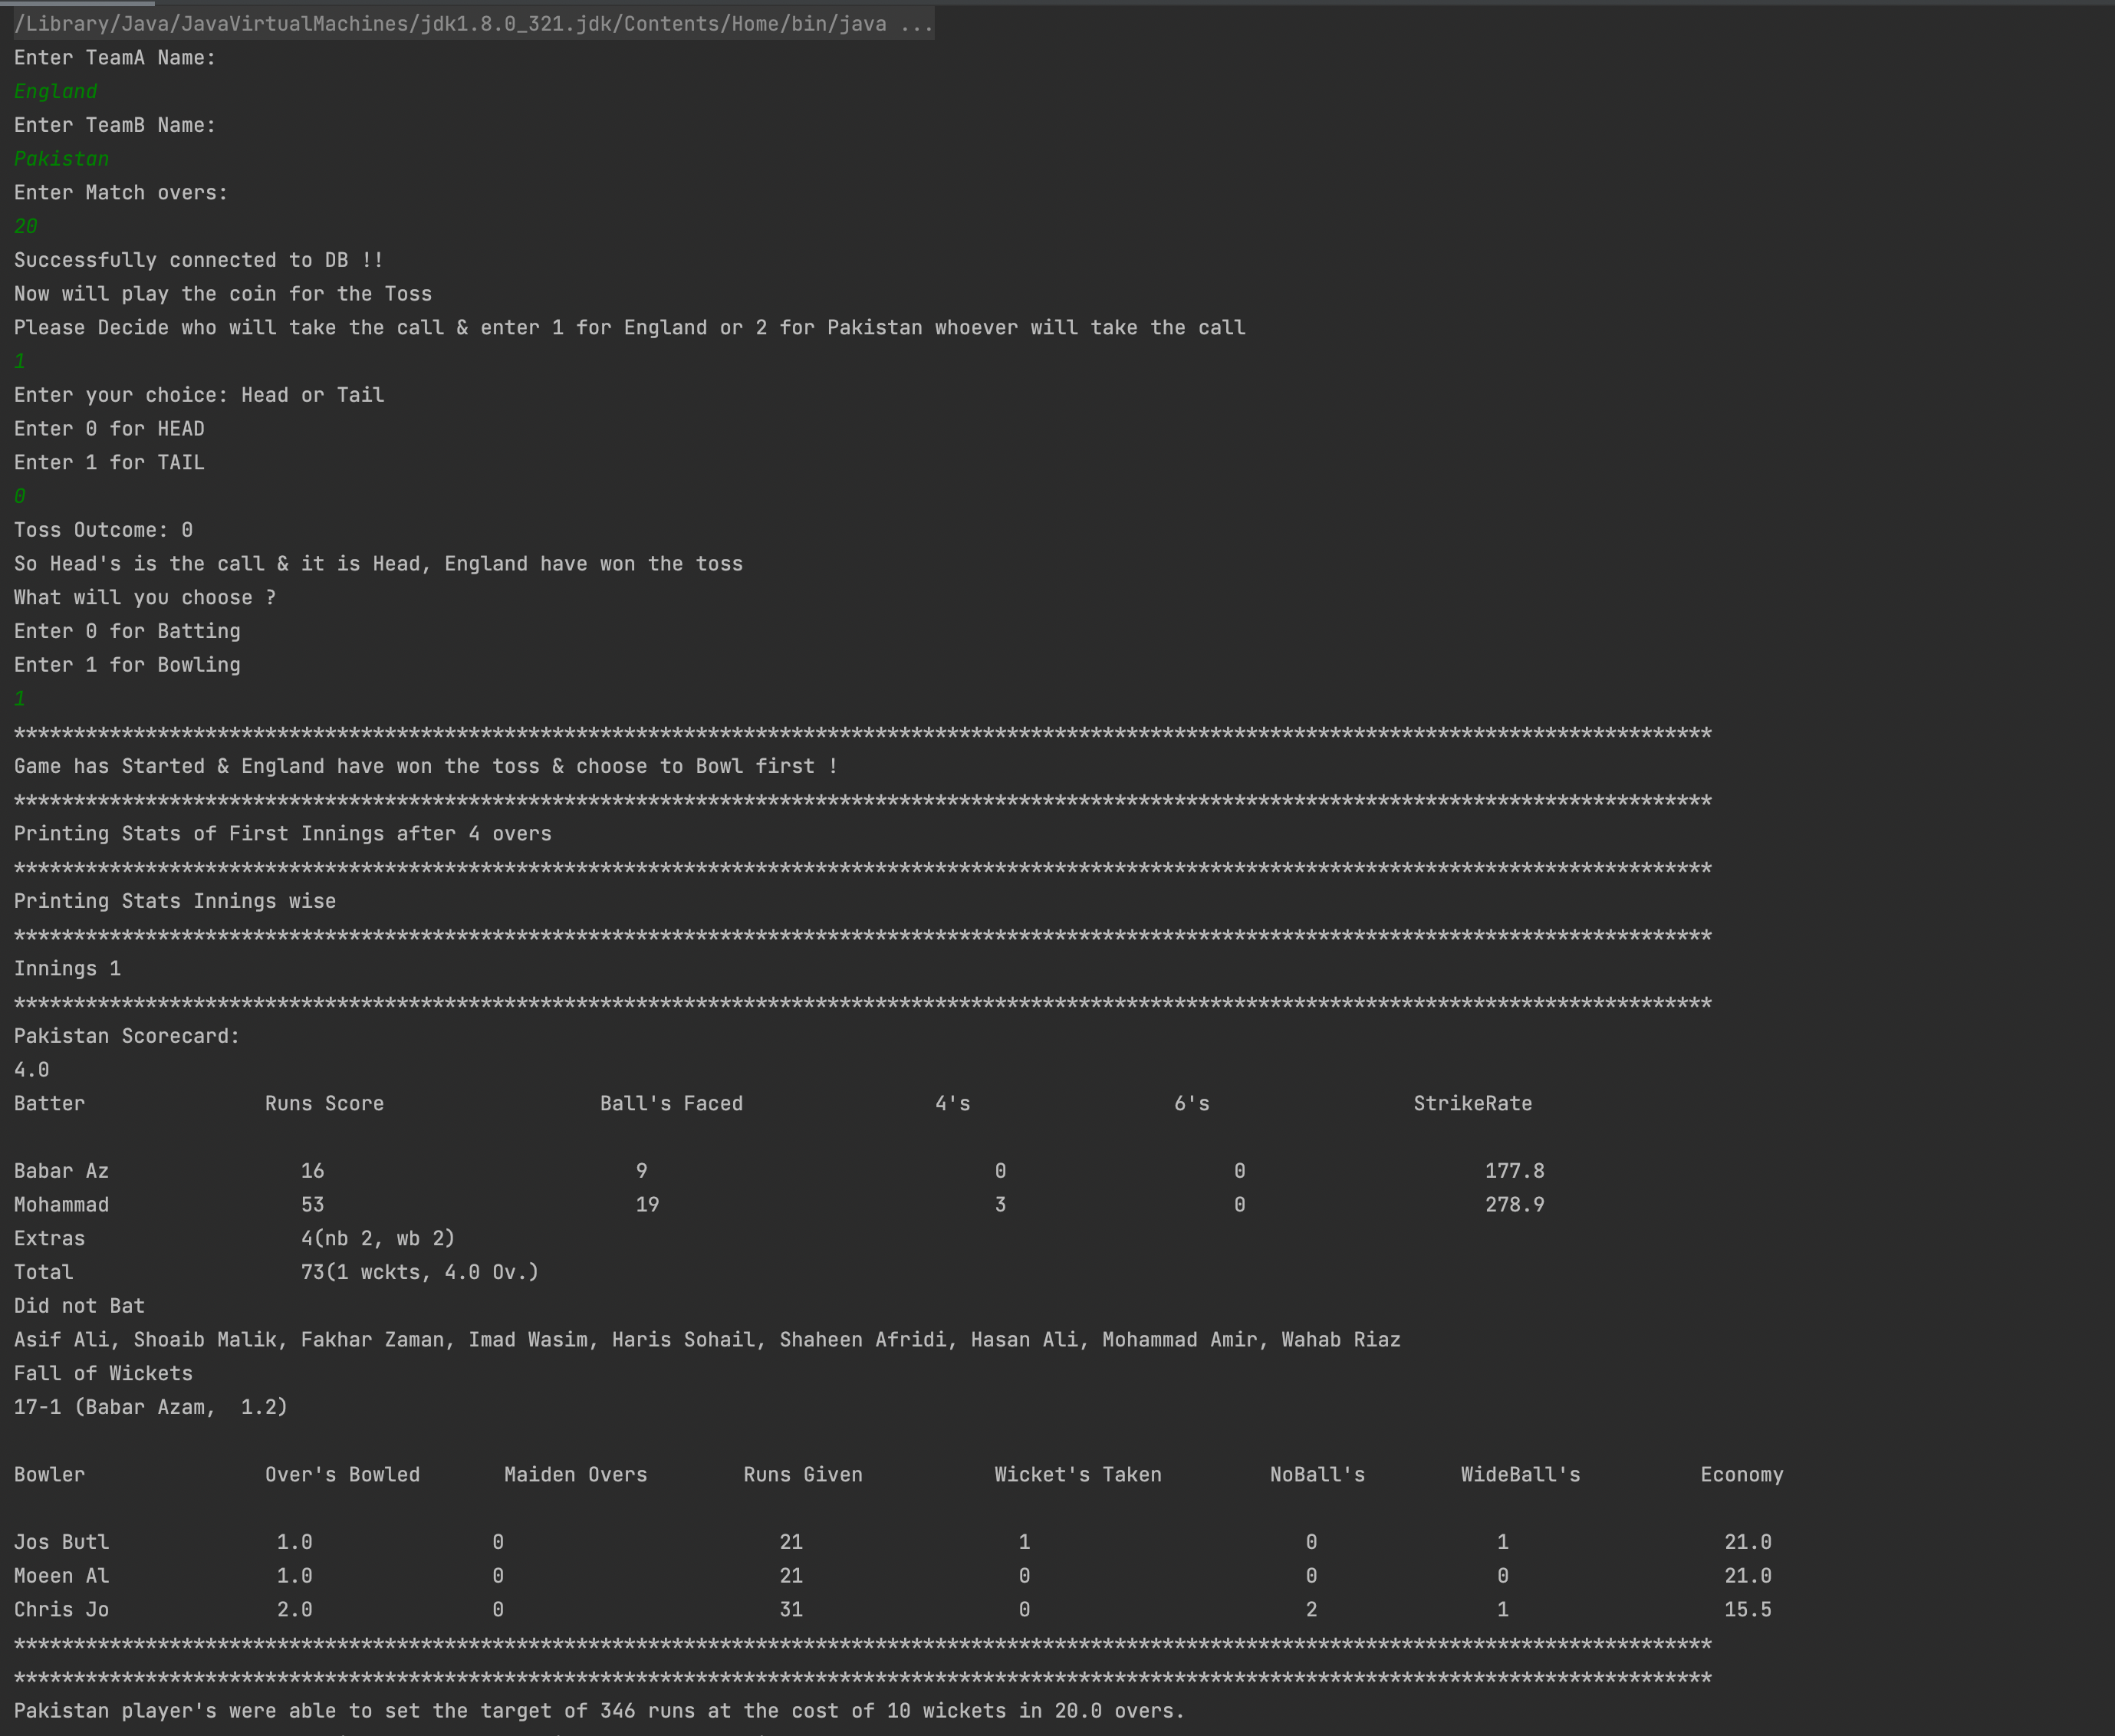 /Library/Java/JavaVirtualMachines/jdk1.8.0_321.jdk/Contents/Home/bin/java ...
Enter TeamA Name:
England
Enter TeamB Name:
Pakistan
Enter Match overs:
20
Successfully connected to DB !!
Now will play the coin for the Toss
Please Decide who will take the call & enter 1 for England or 2 for Pakistan whoever will take the call
1
Enter your choice: Head or Tail
Enter 0 for HEAD
Enter 1 for TAIL
0
Toss Outcome: 0
So Head's is the call & it is Head, England have won the toss
What will you choose ?
Enter 0 for Batting
Enter 1 for Bowling
1
**********************************************************************************************************************************************
Game has Started & England have won the toss & choose to Bowl first !
**********************************************************************************************************************************************
Printing Stats of First Innings after 4 overs
**********************************************************************************************************************************************
Printing Stats Innings wise
**********************************************************************************************************************************************
Innings 1
**********************************************************************************************************************************************
Pakistan Scorecard:
4.0
Batter Runs Score Ball's Faced 4's 6's StrikeRate
Babar Az 16 9 0 0 177.8
Mohammad 53 19 3 0 278.9
Extras 4(nb 2, wb 2)
Total 73(1 wckts, 4.0 Ov.)
Did not Bat
Asif Ali, Shoaib Malik, Fakhar Zaman, Imad Wasim, Haris Sohail, Shaheen Afridi, Hasan Ali, Mohammad Amir, Wahab Riaz
Fall of Wickets
17-1 (Babar Azam,  1.2)
Bowler Over's Bowled Maiden Overs Runs Given Wicket's Taken NoBall's WideBall's Economy
Jos Butl 1.0 0 21 1 0 1 21.0
Moeen Al 1.0 0 21 0 0 0 21.0
Chris Jo 2.0 0 31 0 2 1 15.5
**********************************************************************************************************************************************
**********************************************************************************************************************************************
Pakistan player's were able to set the target of 346 runs at the cost of 10 wickets in 20.0 overs.